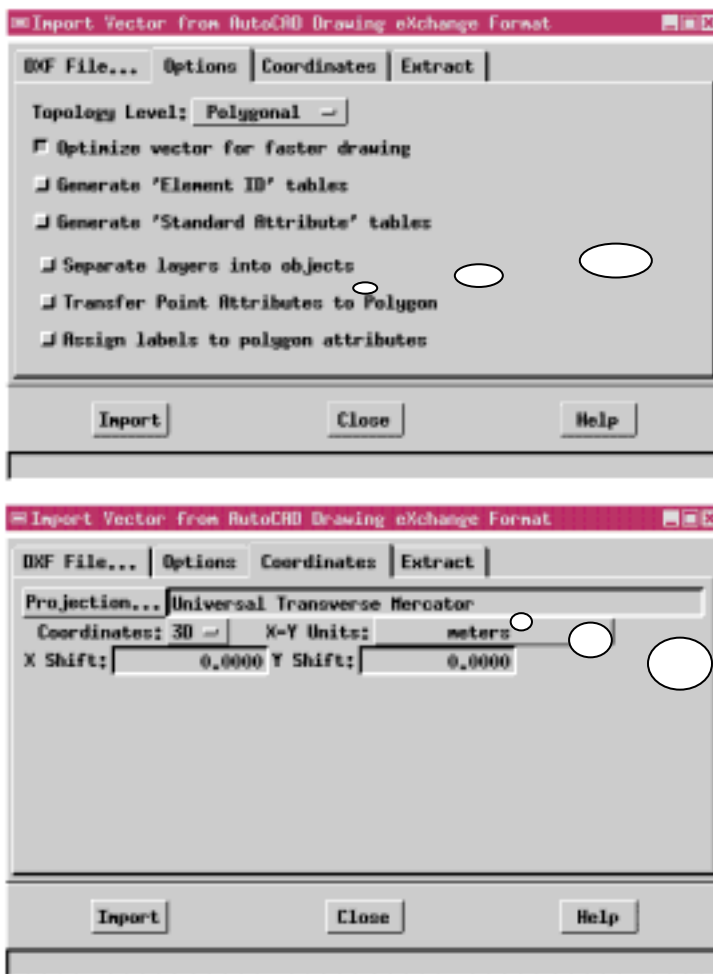 Import Vector from AutoCAD Drawing eXchange Format
DXF File... Options Coordinates Extract
Topology Level: Polygonal
Optimize vector for faster drawing
Generate 'Element ID' tables
Generate 'Standard Attribute' tables
Separate layers into objects
Transfer Point Attributes to Polygon
Assign labels to polygon attributes
Import Close Help
Import Vector from AutoCAD Drawing eXchange Format
DXF File... Options Coordinates Extract
Projection... Universal Transverse Mercator
Coordinates: 3D X-Y Units: meters
X Shift: 0.0000 Y Shift: 0.0000
Import Close Help